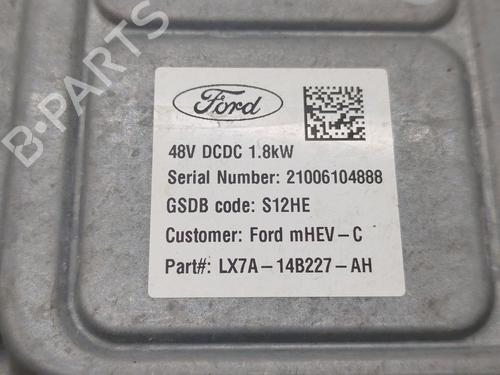 B-PARTS
Ford
48V DCDC 1.8kW
Serial Number: 21006104888
GSDB code: S12HE
Customer: Ford mHEV-C
Part#: LX7A-14B227-AH